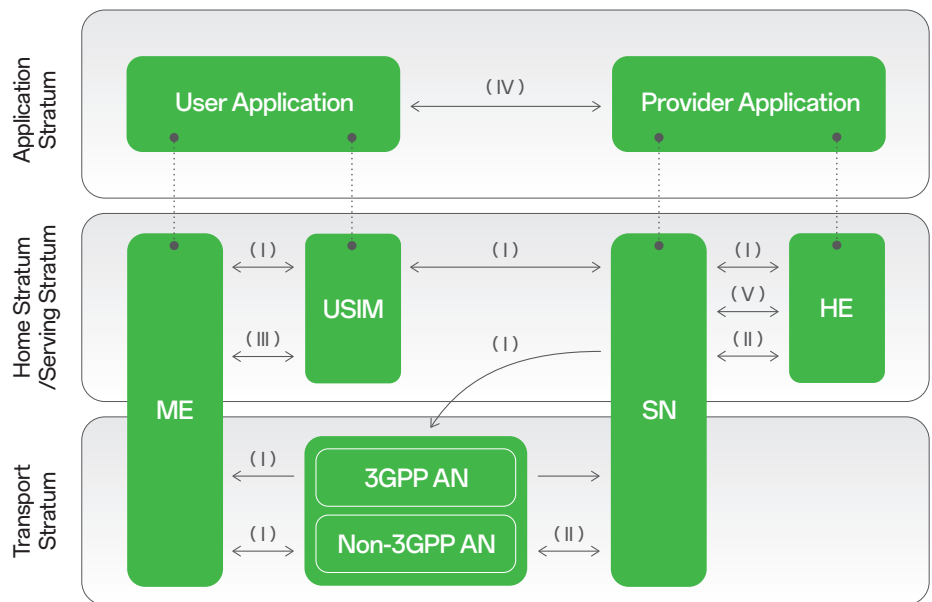 Application
Stratum
User Application
( IV )
Provider Application
Home Stratum
/Serving Stratum
( I )
( I )
( I )
USIM
( V )
HE
( III )
( I )
( II )
ME
SN
Transport
Stratum
( I )
3GPP AN
( I )
Non-3GPP AN
( II )